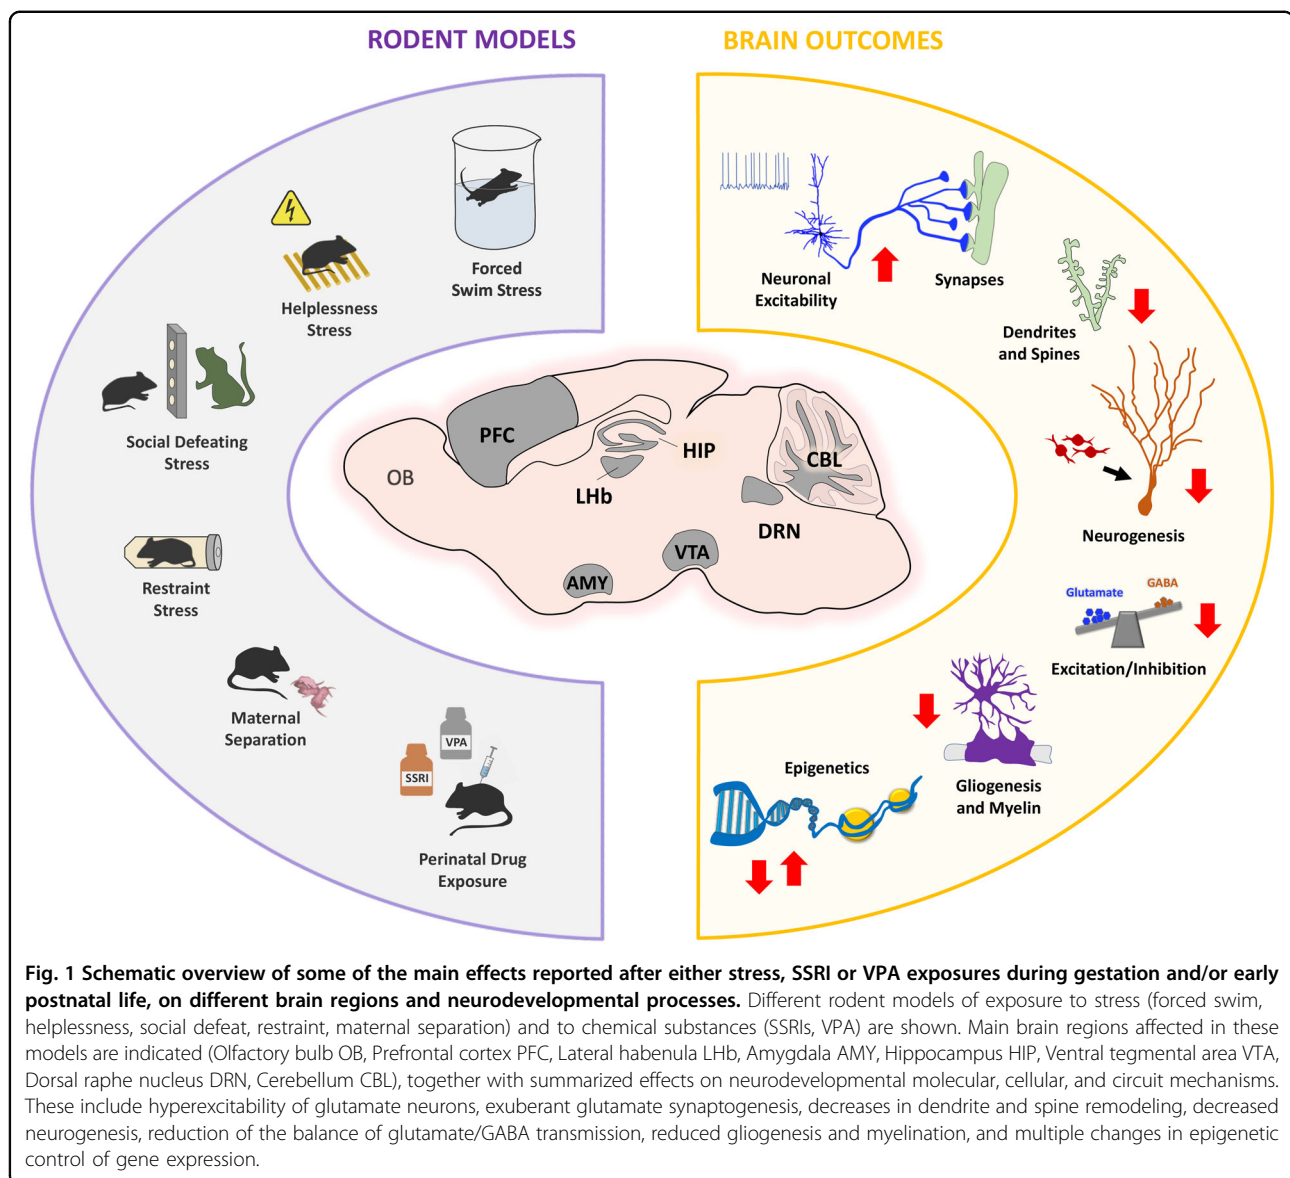 RODENT MODELS
BRAIN OUTCOMES
Forced
Swim Stress
Helplessness
Stress
Social Defeating
Stress
Restraint
Stress
Maternal
Separation
VPA
SSRI
Perinatal Drug
Exposure
OB
PFC
HIP
LHb
CBL
DRN
VTA
AMY
Neuronal
Excitability
Synapses
Dendrites
and Spines
Neurogenesis
Glutamate
GABA
Excitation/Inhibition
Gliogenesis
and Myelin
Epigenetics
Fig. 1 Schematic overview of some of the main effects reported after either stress, SSRI or VPA exposures during gestation and/or early
postnatal life, on different brain regions and neurodevelopmental processes. Different rodent models of exposure to stress (forced swim,
helplessness, social defeat, restraint, maternal separation) and to chemical substances (SSRIs, VPA) are shown. Main brain regions affected in these
models are indicated (Olfactory bulb OB, Prefrontal cortex PFC, Lateral habenula LHb, Amygdala AMY, Hippocampus HIP, Ventral tegmental area VTA,
Dorsal raphe nucleus DRN, Cerebellum CBL), together with summarized effects on neurodevelopmental molecular, cellular, and circuit mechanisms.
These include hyperexcitability of glutamate neurons, exuberant glutamate synaptogenesis, decreases in dendrite and spine remodeling, decreased
neurogenesis, reduction of the balance of glutamate/GABA transmission, reduced gliogenesis and myelination, and multiple changes in epigenetic
control of gene expression.